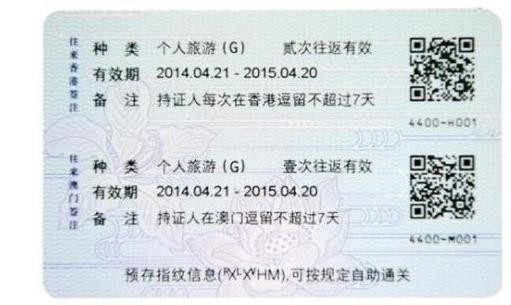 往来香港签注
种 类 个人旅游(G) 贰次往返有效
有效期 2014.04.21 - 2015.04.20
备 注 持证人每次在香港逗留不超过7天
4400-H001
往来澳门签注
种 类 个人旅游(G) 壹次往返有效
有效期 2014.04.21 - 2015.04.20
备 注 持证人在澳门逗留不超过7天
4400-M001
预存指纹信息(,可按规定自助通关